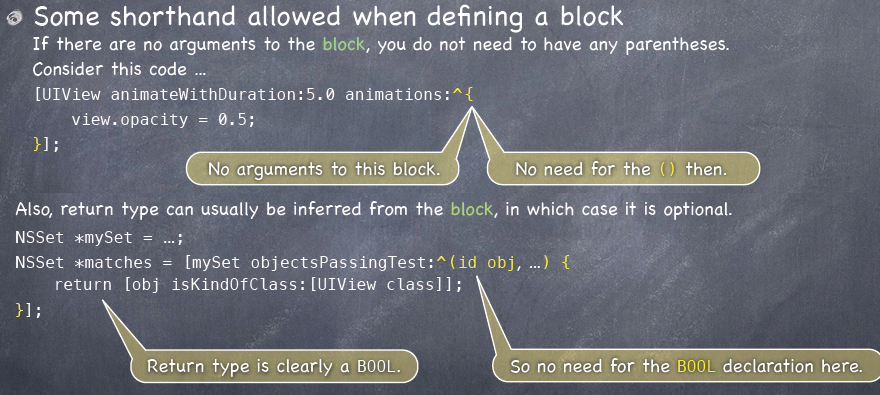 Some shorthand allowed when defining a block
If there are no arguments to the block, you do not need to have any parentheses.
Consider this code ...
[UIView animateWithDuration:5.0 animations:^{
    view.opacity = 0.5;
}];
No arguments to this block.
No need for the () then.
Also, return type can usually be inferred from the block, in which case it is optional.
NSSet *mySet = ...;
NSSet *matches = [mySet objectsPassingTest:^(id obj, ...) {
    return [obj isKindOfClass:[UIView class]];
}];
Return type is clearly a BOOL.
So no need for the BOOL declaration here.